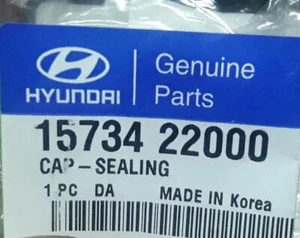 HYUNDAI
Genuine
Parts
15734 22000
CAP-SEALING
1 PC DA MADE IN Korea